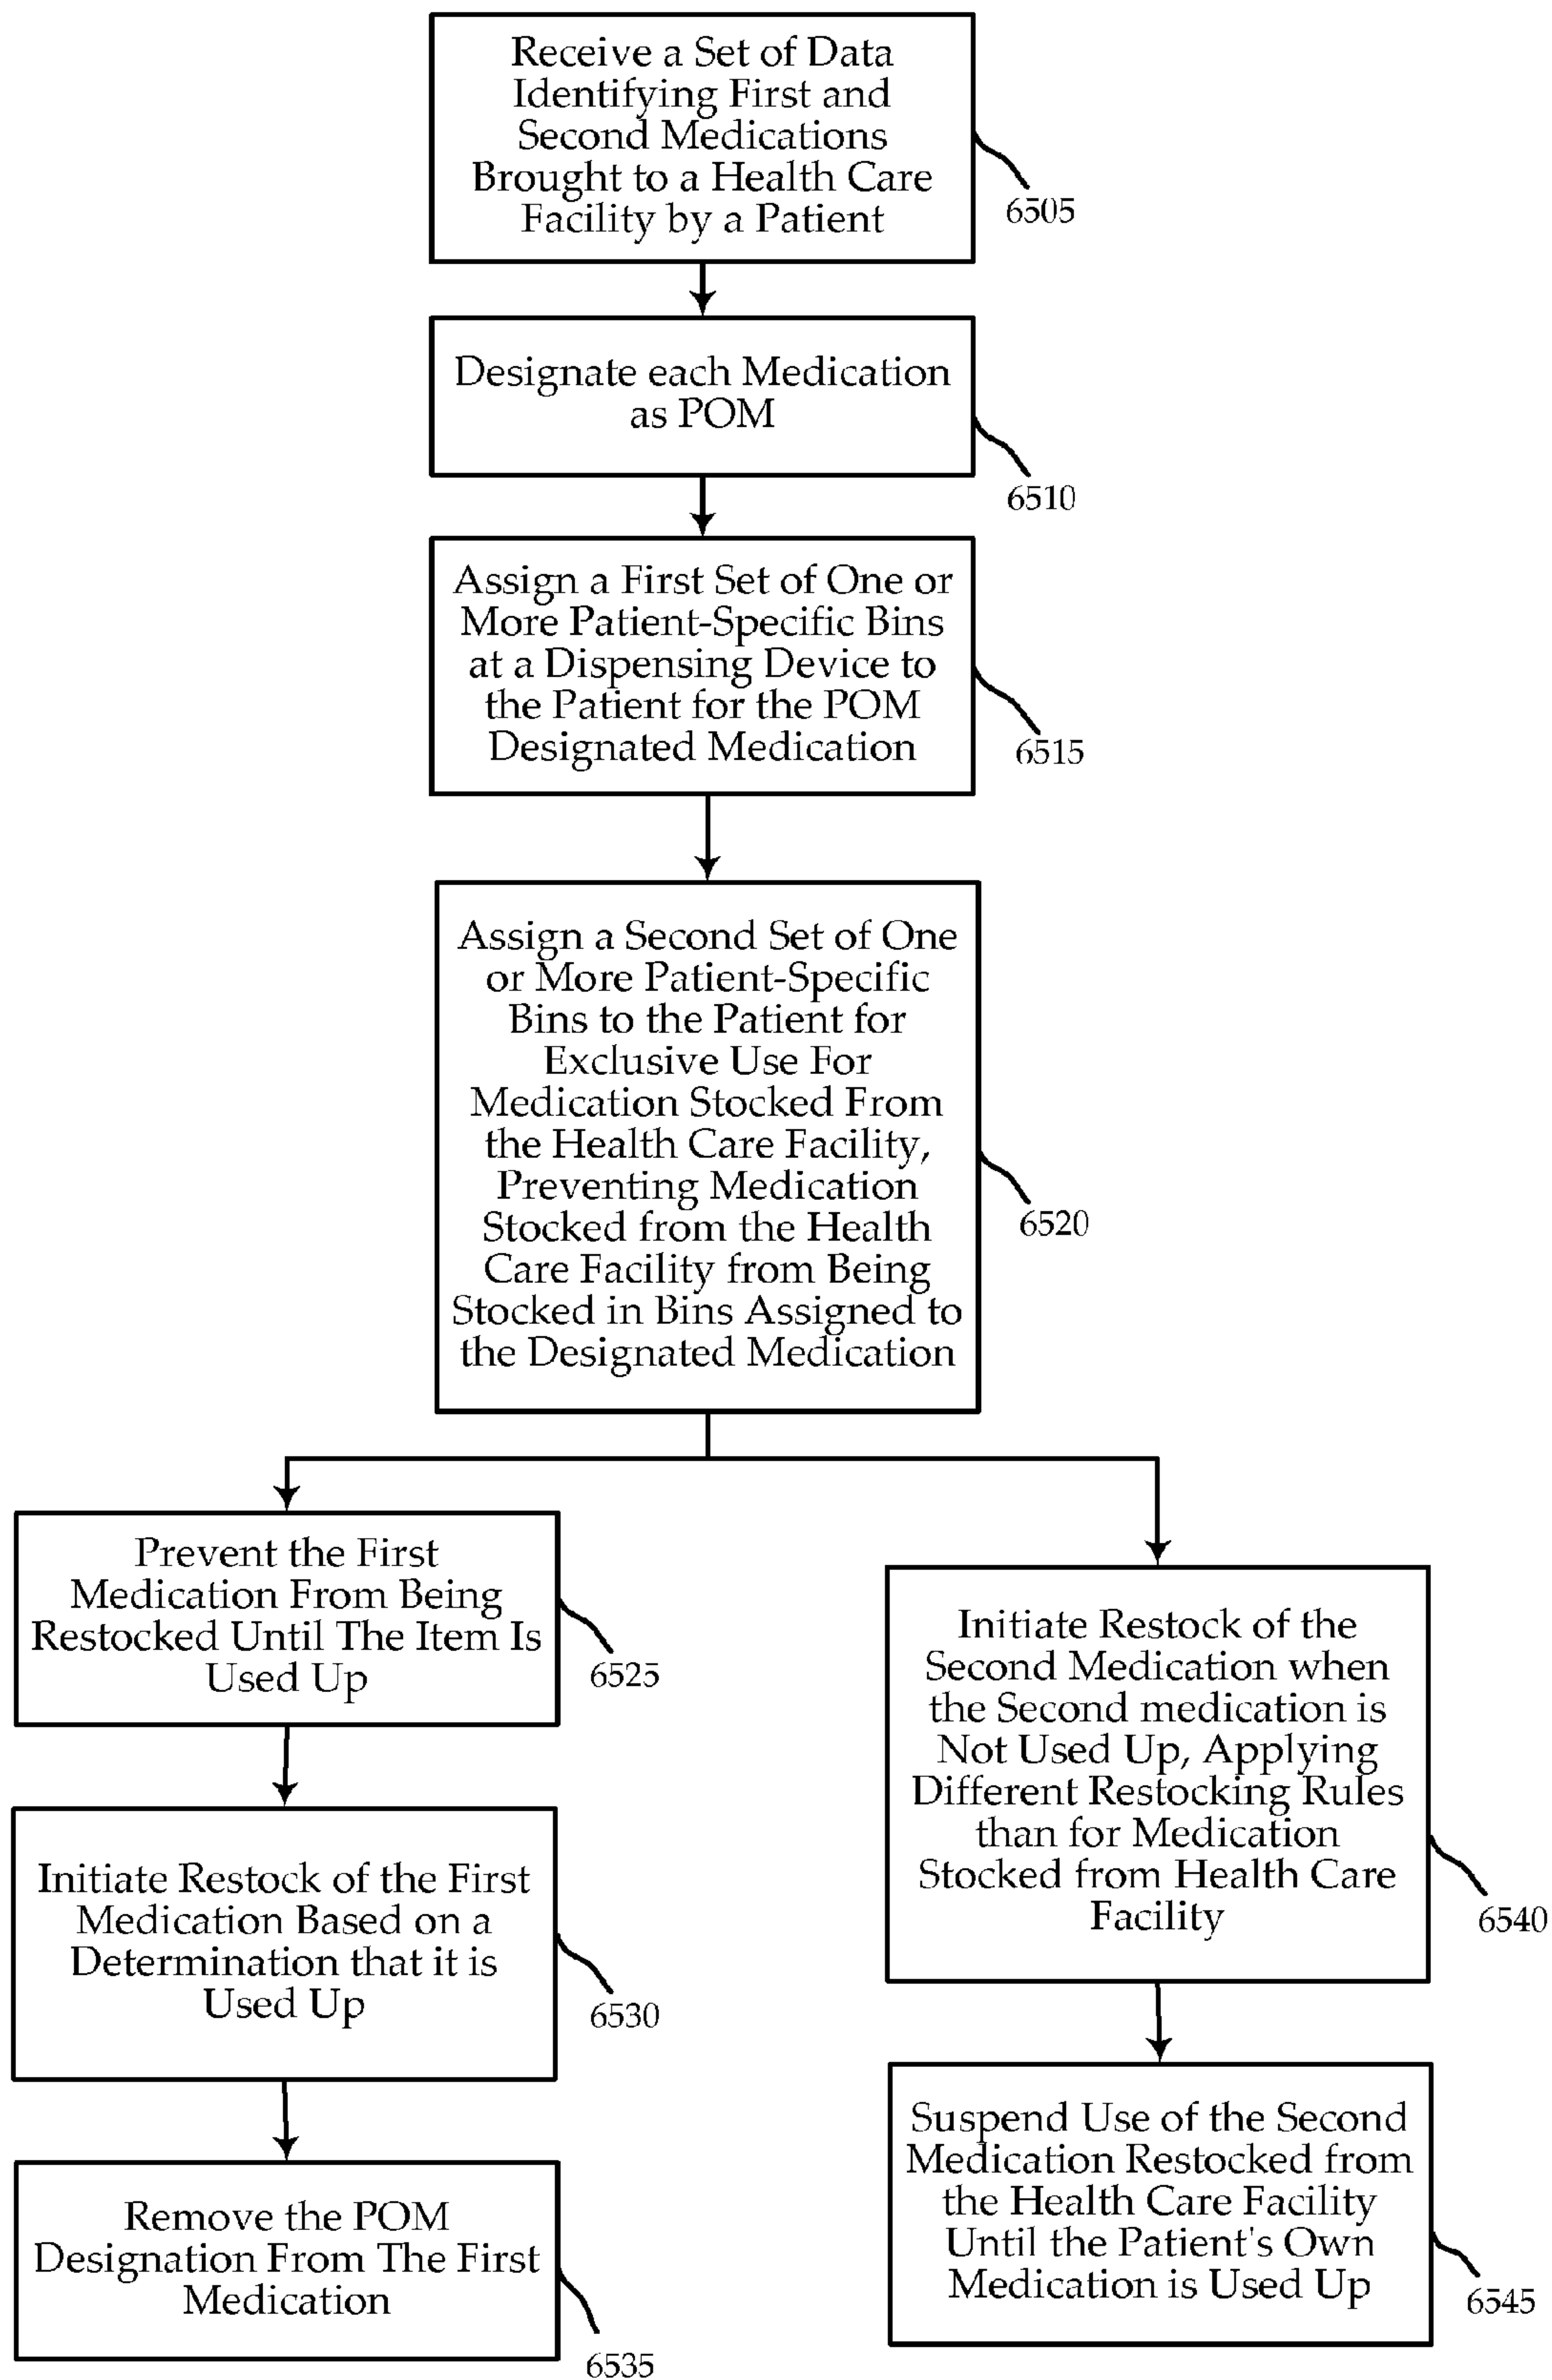 Receive a Set of Data
Identifying First and
Second Medications
Brought to a Health Care
Facility by a Patient
6505
Designate each Medication
as POM
6510
Assign a First Set of One or
More Patient-Specific Bins
at a Dispensing Device to
the Patient for the POM
Designated Medication
6515
Assign a Second Set of One
or More Patient-Specific
Bins to the Patient for
Exclusive Use For
Medication Stocked From
the Health Care Facility,
Preventing Medication
Stocked from the Health
Care Facility from Being
Stocked in Bins Assigned to
the Designated Medication
6520
Prevent the First
Medication From Being
Restocked Until The Item Is
Used Up
6525
Initiate Restock of the First
Medication Based on a
Determination that it is
Used Up
6530
Remove the POM
Designation From The First
Medication
6535
Initiate Restock of the
Second Medication when
the Second medication is
Not Used Up, Applying
Different Restocking Rules
than for Medication
Stocked from Health Care
Facility
6540
Suspend Use of the Second
Medication Restocked from
the Health Care Facility
Until the Patient's Own
Medication is Used Up
6545